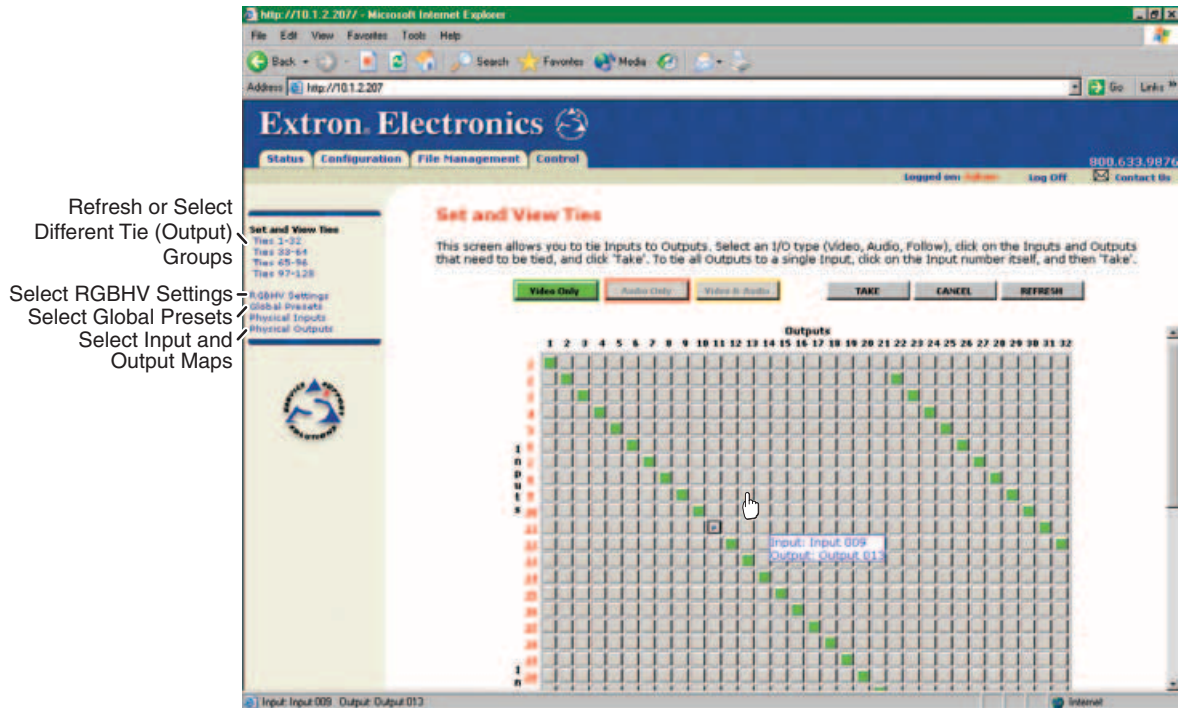 http://10.1.2.207/ - Microsoft Internet Explorer
File Edit View Favorites Tools Help
Back Search Favorites Media
Address http://10.1.2.207 Go Links »
Extron. Electronics
Status Configuration File Management Control
800.633.9876
Logged on: Log Off Contact Us
Refresh or Select
Different Tie (Output)
Groups
Select RGBHV Settings
Select Global Presets
Select Input and
Output Maps
Set and View Ties
Ties 1-32
Ties 33-64
Ties 65-96
Ties 97-128
RGBHV Settings
Global Presets
Physical Inputs
Physical Outputs
SERVICE SUPPORT SOLUTIONS
Set and View Ties
This screen allows you to tie Inputs to Outputs. Select an I/O type (Video, Audio, Follow), click on the Inputs and Outputs
that need to be tied, and click 'Take'. To tie all Outputs to a single Input, click on the Input number itself, and then 'Take'.
Video Only Audio Only Video & Audio TAKE CANCEL REFRESH
Outputs
1 2 3 4 5 6 7 8 9 10 11 12 13 14 15 16 17 18 19 20 21 22 23 24 25 26 27 28 29 30 31 32
Inputs
Input: Input 009
Output: Output 013
In
Input: Input 009 Output: Output 013
Internet